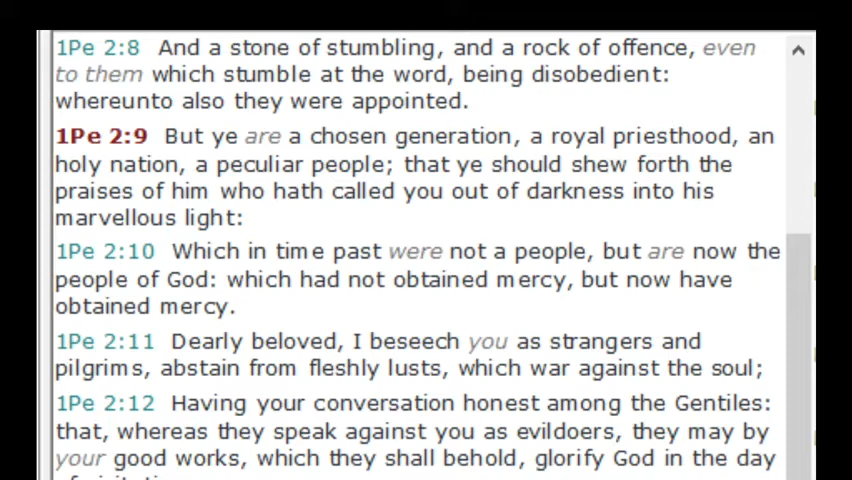 1Pe 2:8 And a stone of stumbling, and a rock of offence, even
to them which stumble at the word, being disobedient:
whereunto also they were appointed.
1Pe 2:9 But ye are a chosen generation, a royal priesthood, an
holy nation, a peculiar people; that ye should shew forth the
praises of him who hath called you out of darkness into his
marvellous light:
1Pe 2:10 Which in time past were not a people, but are now the
people of God: which had not obtained mercy, but now have
obtained mercy.
1Pe 2:11 Dearly beloved, I beseech you as strangers and
pilgrims, abstain from fleshly lusts, which war against the soul;
1Pe 2:12 Having your conversation honest among the Gentiles:
that, whereas they speak against you as evildoers, they may by
your good works, which they shall behold, glorify God in the day